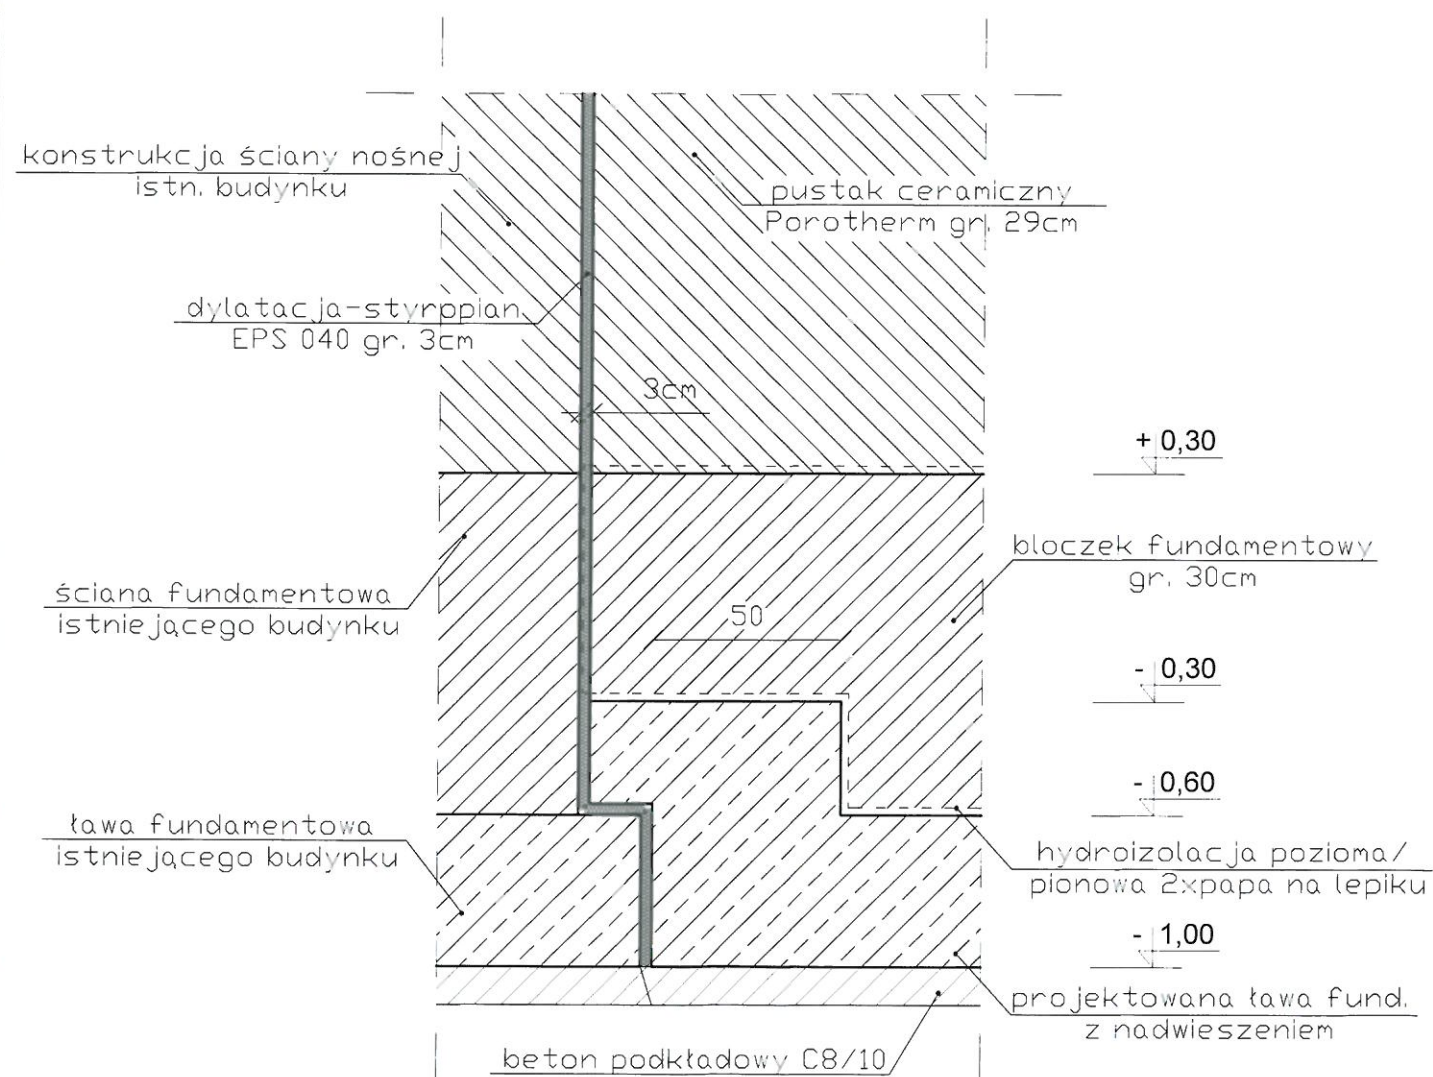 konstrukcja ściany nośnej
istn. budynku
pustak ceramiczny
Porotherm gr. 29cm
dylatacja-styropian
EPS 040 gr. 3cm
3cm
+ 0,30
bloczek fundamentowy
gr. 30cm
ściana fundamentowa
istniejącego budynku
50
- 0,30
- 0,60
ława fundamentowa
istniejącego budynku
hydroizolacja pozioma/
pionowa 2xpapa na lepiku
- 1,00
projektowana ława fund.
z nadwieszeniem
beton podkładowy C8/10